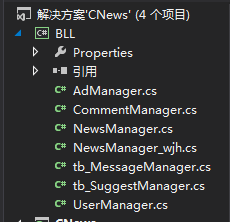 解决方案'CNews' (4 个项目)
BLL
Properties
引用
AdManager.cs
CommentManager.cs
NewsManager.cs
NewsManager_wjh.cs
tb_MessageManager.cs
tb_SuggestManager.cs
UserManager.cs